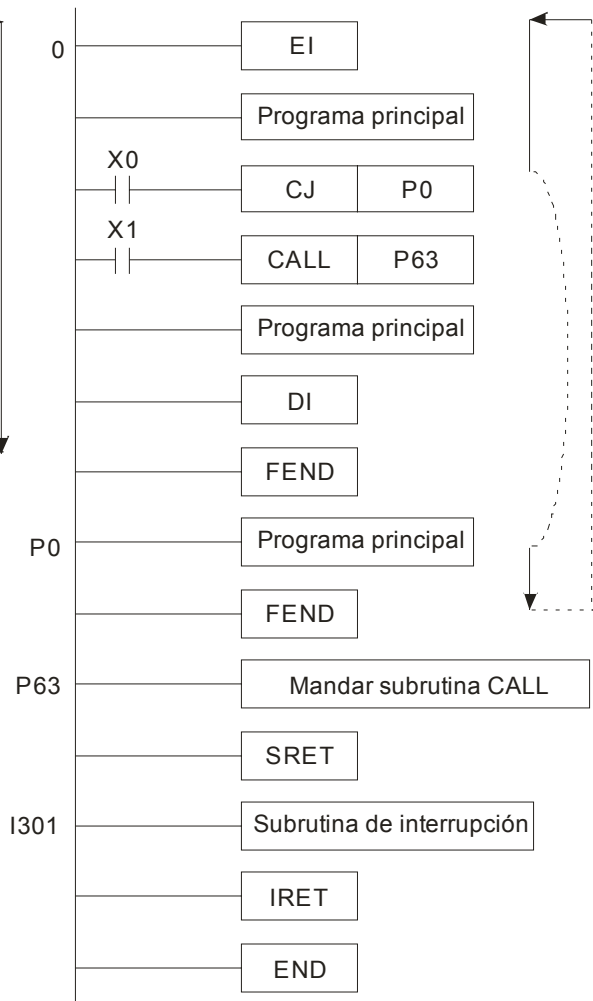 0 EI
Programa principal
X0
CJ P0
X1
CALL P63
Programa principal
DI
FEND
P0 Programa principal
FEND
P63 Mandar subrutina CALL
SRET
I301 Subrutina de interrupción
IRET
END